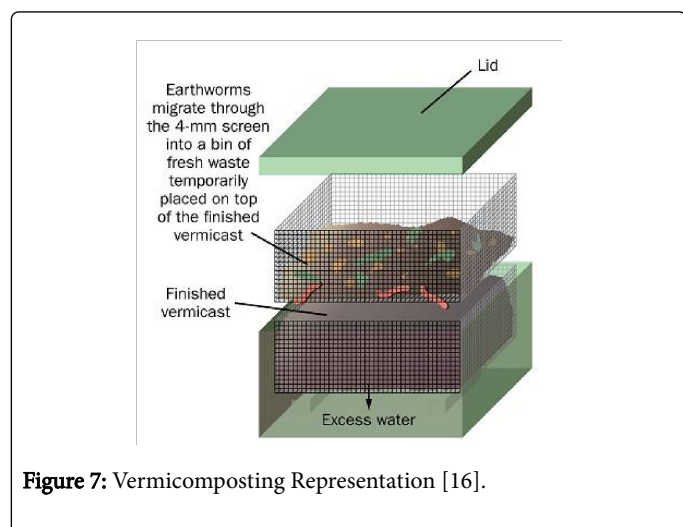 Lid
Earthworms
migrate through
the 4-mm screen
into a bin of
fresh waste
temporarily
placed on top
of the finished
vermicast
Finished
vermicast
Excess water
Figure 7: Vermicomposting Representation [16].